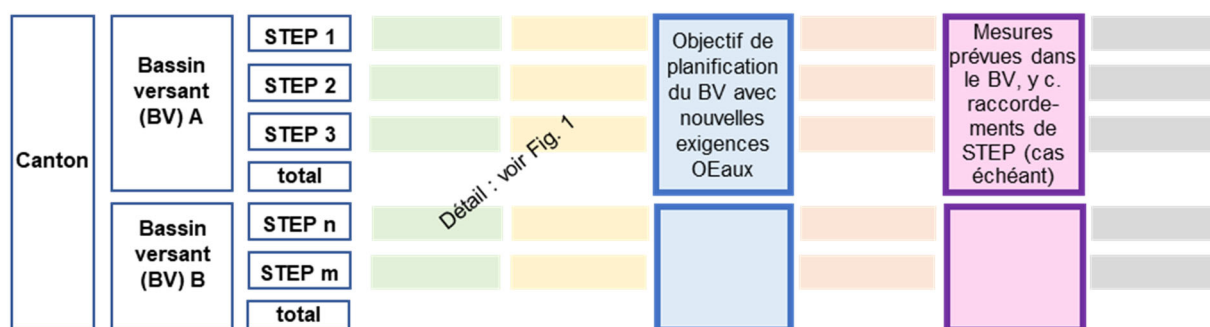 Canton
Bassin
versant
(BV) A
STEP 1
STEP 2
STEP 3
total
Bassin
versant
(BV) B
STEP n
STEP m
total
Détail : voir Fig. 1
Objectif de
planification
du BV avec
nouvelles
exigences
OEaux
Mesures
prévues dans
le BV, y c.
raccorde-
ments de
STEP (cas
échéant)